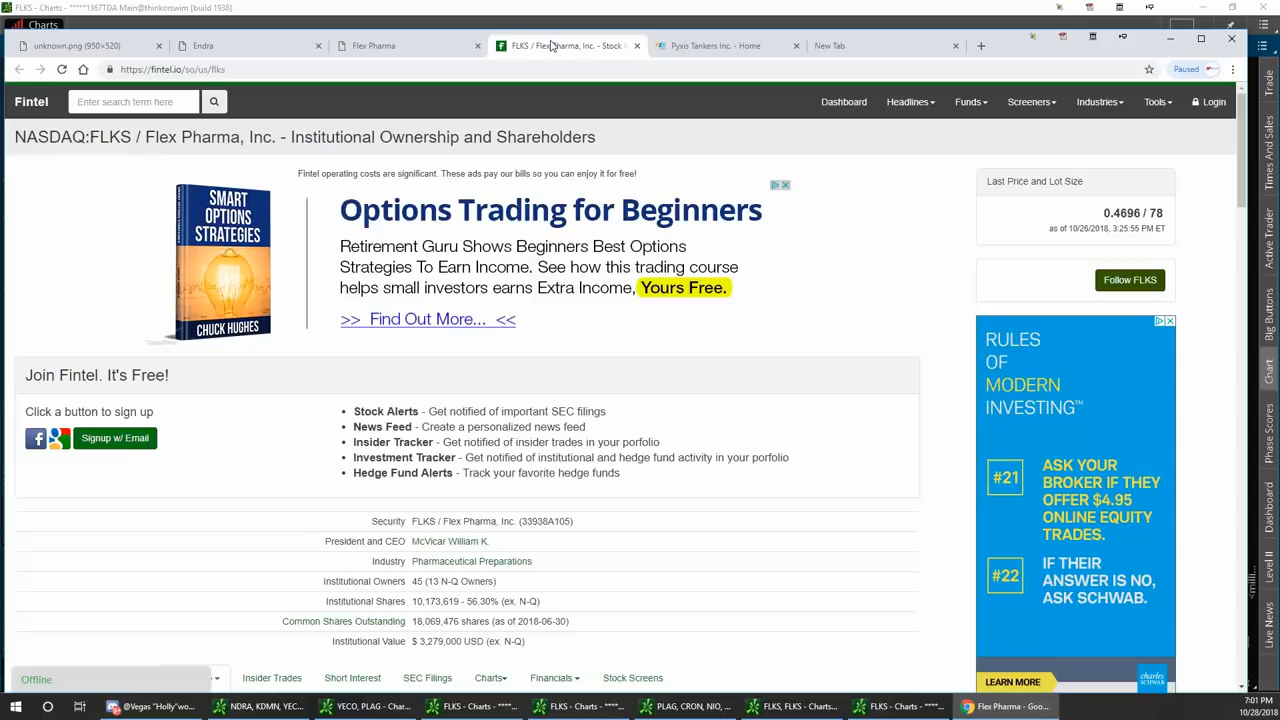 FLKS - Charts - *****1367TDA Main@thinkorswim [build 1938]
Charts
unknown.png (950×520)
Endra
Flex Pharma
FLKS / Flex Pharma, Inc. - Stock
Pyxis Tankers Inc. - Home
New Tab
https://fintel.io/so/us/flks
Paused
Fintel
Enter search term here
Dashboard
Headlines
Funds
Screeners
Industries
Tools
Login
NASDAQ:FLKS / Flex Pharma, Inc. - Institutional Ownership and Shareholders
Fintel operating costs are significant. These ads pay our bills so you can enjoy it for free!
SMART
OPTIONS
STRATEGIES
CHUCK HUGHES
Options Trading for Beginners
Retirement Guru Shows Beginners Best Options
Strategies To Earn Income. See how this trading course
helps small investors earns Extra Income, Yours Free.
>> Find Out More... <<
Last Price and Lot Size
0.4696 / 78
as of 10/26/2018, 3:25:55 PM ET
Follow FLKS
RULES
OF
MODERN
INVESTING™
#21
ASK YOUR
BROKER IF THEY
OFFER $4.95
ONLINE EQUITY
TRADES.
#22
IF THEIR
ANSWER IS NO,
ASK SCHWAB.
LEARN MORE
charles
SCHWAB
Join Fintel. It's Free!
Click a button to sign up
Signup w/ Email
• Stock Alerts - Get notified of important SEC filings
• News Feed - Create a personalized news feed
• Insider Tracker - Get notified of insider trades in your porfolio
• Investment Tracker - Get notified of institutional and hedge fund activity in your porfolio
• Hedge Fund Alerts - Track your favorite hedge funds
Security FLKS / Flex Pharma, Inc. (33938A105)
President and CEO McVicar William K.
Industry Pharmaceutical Preparations
Institutional Owners 45 (13 N-Q Owners)
Institutional Shares 10,173,619 - 56.30% (ex. N-Q)
Common Shares Outstanding 18,069,476 shares (as of 2018-06-30)
Institutional Value $ 3,279,000 USD (ex. N-Q)
Offline
Insider Trades
Short Interest
SEC Filings
Charts
Financials
Stock Screens
Trade
Times And Sales
Active Trader
Big Buttons
Chart
Phase Scores
Dashboard
Level II
Live News
<milli...
@Vegas "Holly"wo...
NDRA, KDMN, YEC...
YECO, PLAG - Char...
FLKS - Charts - ****...
FLKS - Charts - ****...
PLAG, CRON, NIO, ...
FLKS, FLKS - Charts...
FLKS - Charts - ****...
Flex Pharma - Goo...
7:01 PM
10/28/2018